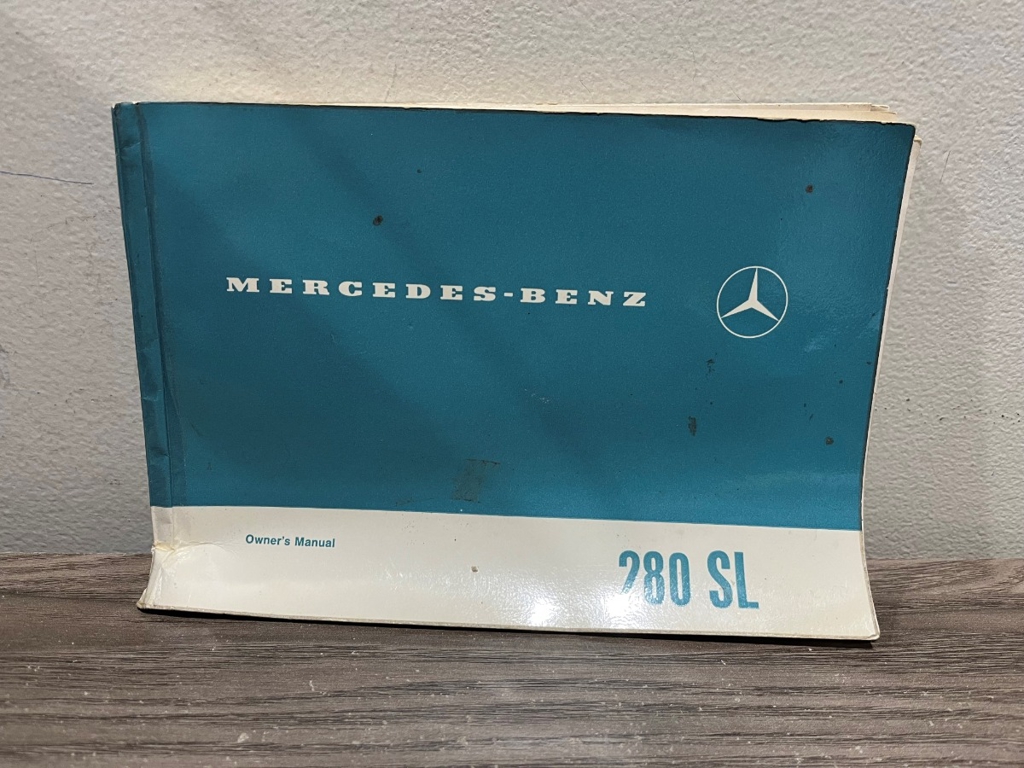 MERCEDES-BENZ
Owner's Manual
280 SL